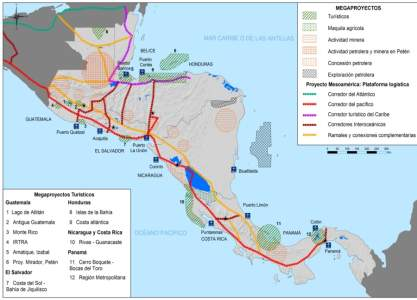 MEGAPROYECTOS
Turísticos
Maquila agrícola
Actividad minera
Actividad petrolera y minera en Petén
Concesión petrolera
Exploración petrolera
Proyecto Mesoamérica: Plataforma logística
Corredor del Atlántico
Corredor del pacífico
Corredor turístico del Caribe
Corredores Interoceánicos
Ramales y conexiones complementarias
MAR CARIBE O DE LAS ANTILLAS
BELICE
Puerto Cortés
HONDURAS
GUATEMALA
Puerto Quetzal
Acajutla
EL SALVADOR
Puerto La Unión
Corinto
NICARAGUA
Bluefields
Puerto Limón
Puntarenas
COSTA RICA
PANAMÁ
Colón
Panamá
OCÉANO PACÍFICO
Megaproyectos Turísticos
Guatemala
1 Lago de Atitlán
2 Antigua Guatemala
3 Monte Rico
4 IRTRA
5 Amatique, Izabal
6 Proy. Mirador, Petén
El Salvador
7 Costa del Sol -
Bahía de Jiquilisco
Honduras
8 Islas de la Bahía
9 Costa atlántica
Nicaragua y Costa Rica
10 Rivas - Guanacaste
Panamá
11 Cerro Boquete -
Bocas del Toro
12 Región Metropolitana